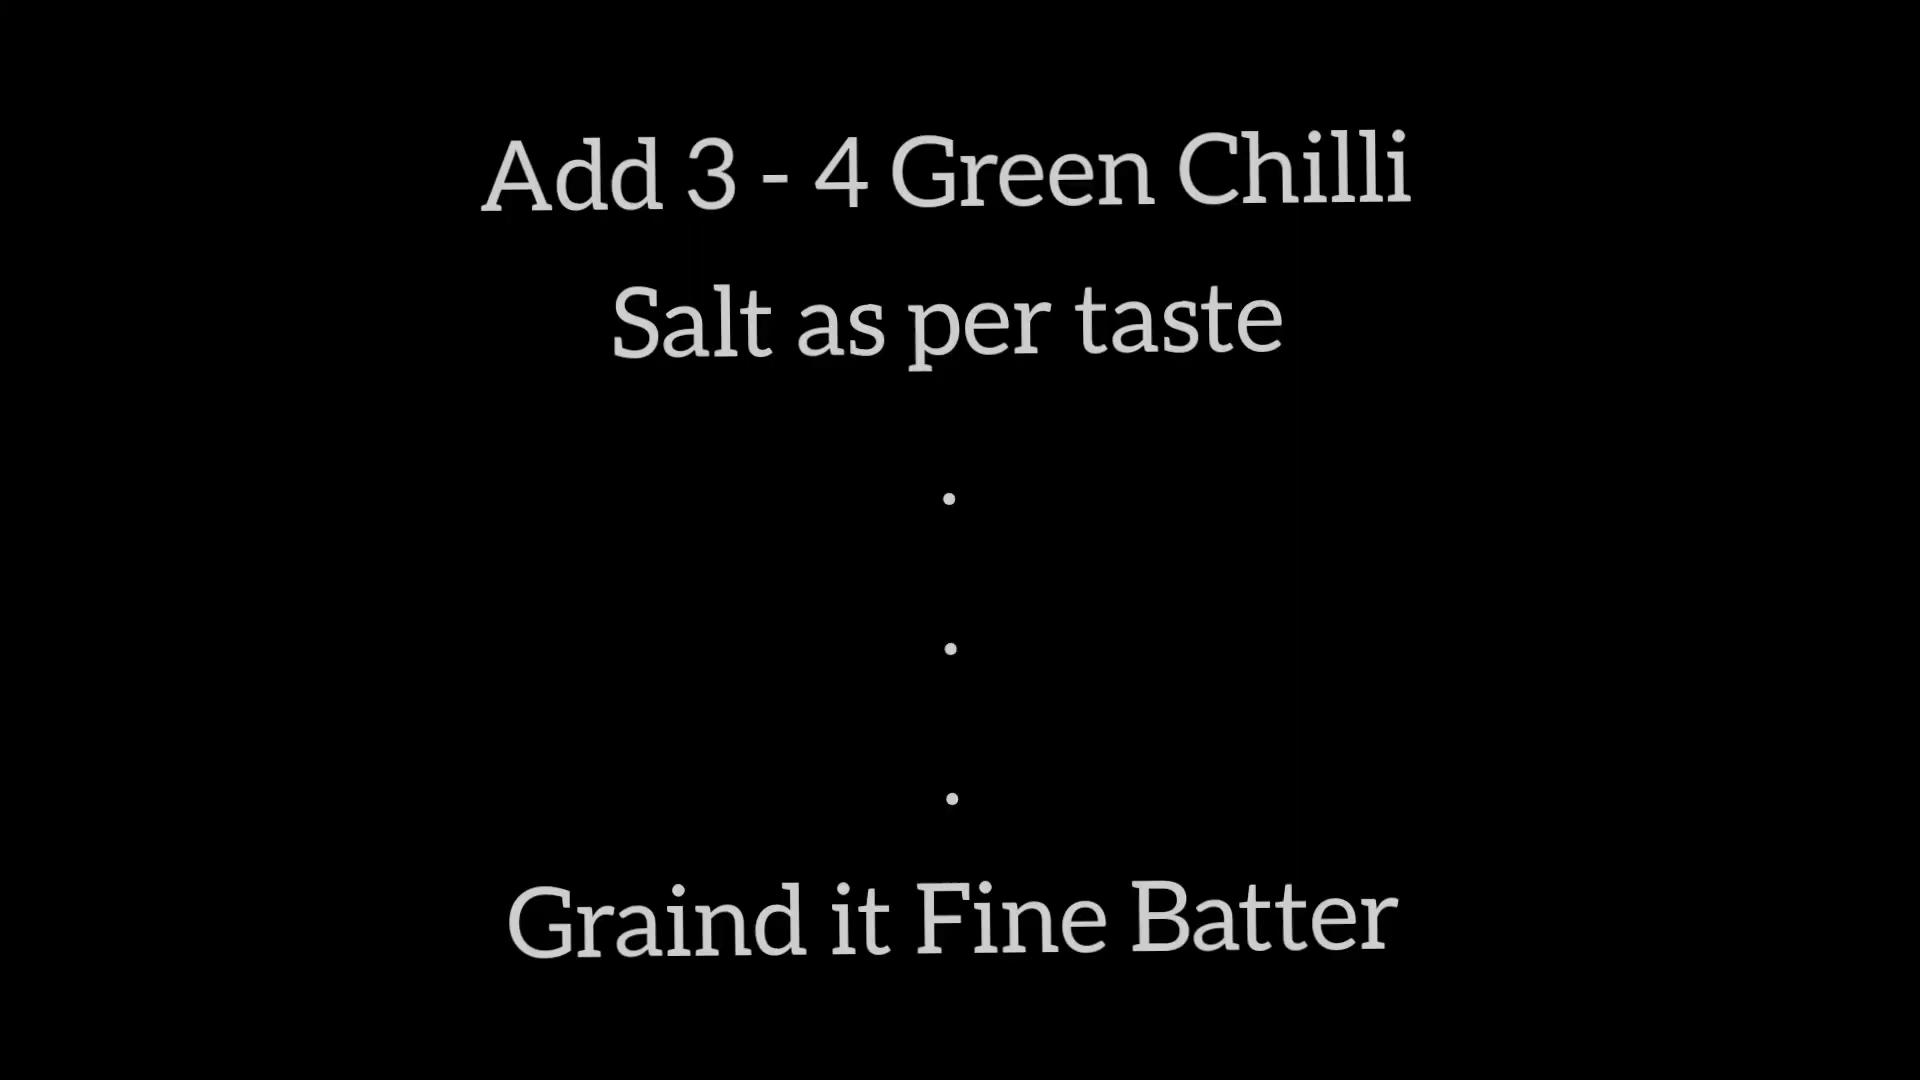 Add 3 - 4 Green Chilli
Salt as per taste
.
.
.
Graind it Fine Batter